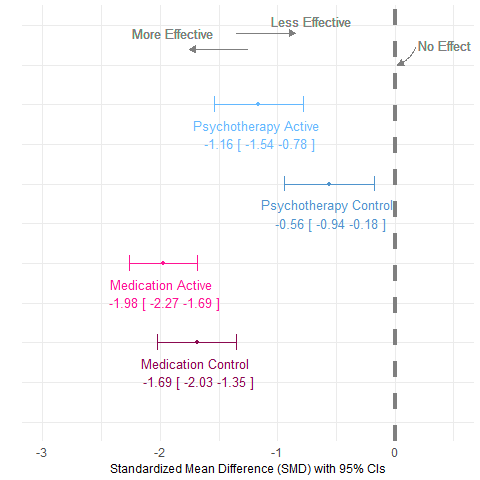 Less Effective
More Effective
No Effect
Psychotherapy Active
-1.16 [ -1.54 -0.78 ]
Psychotherapy Control
-0.56 [ -0.94 -0.18 ]
Medication Active
-1.98 [ -2.27 -1.69 ]
Medication Control
-1.69 [ -2.03 -1.35 ]
-3 -2 -1 0
Standardized Mean Difference (SMD) with 95% CIs